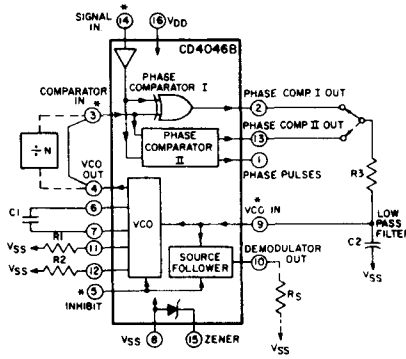 *
SIGNAL
IN
14
16 VDD
CD4046B
PHASE
COMPARATOR I
COMPARATOR
IN
*
3
PHASE COMP I OUT
2
PHASE COMP II OUT
13
PHASE
COMPARATOR
II
1
PHASE PULSES
÷ N
VCO
OUT
4
R3
C1
6
7
VCO
*
VCO IN
9
LOW
PASS
FILTER
C2
VSS
VSS R1 11
VSS R2 12
SOURCE
FOLLOWER
DEMODULATOR
OUT
10
* 5
INHIBIT
RS
VSS
VSS
8
15 ZENER